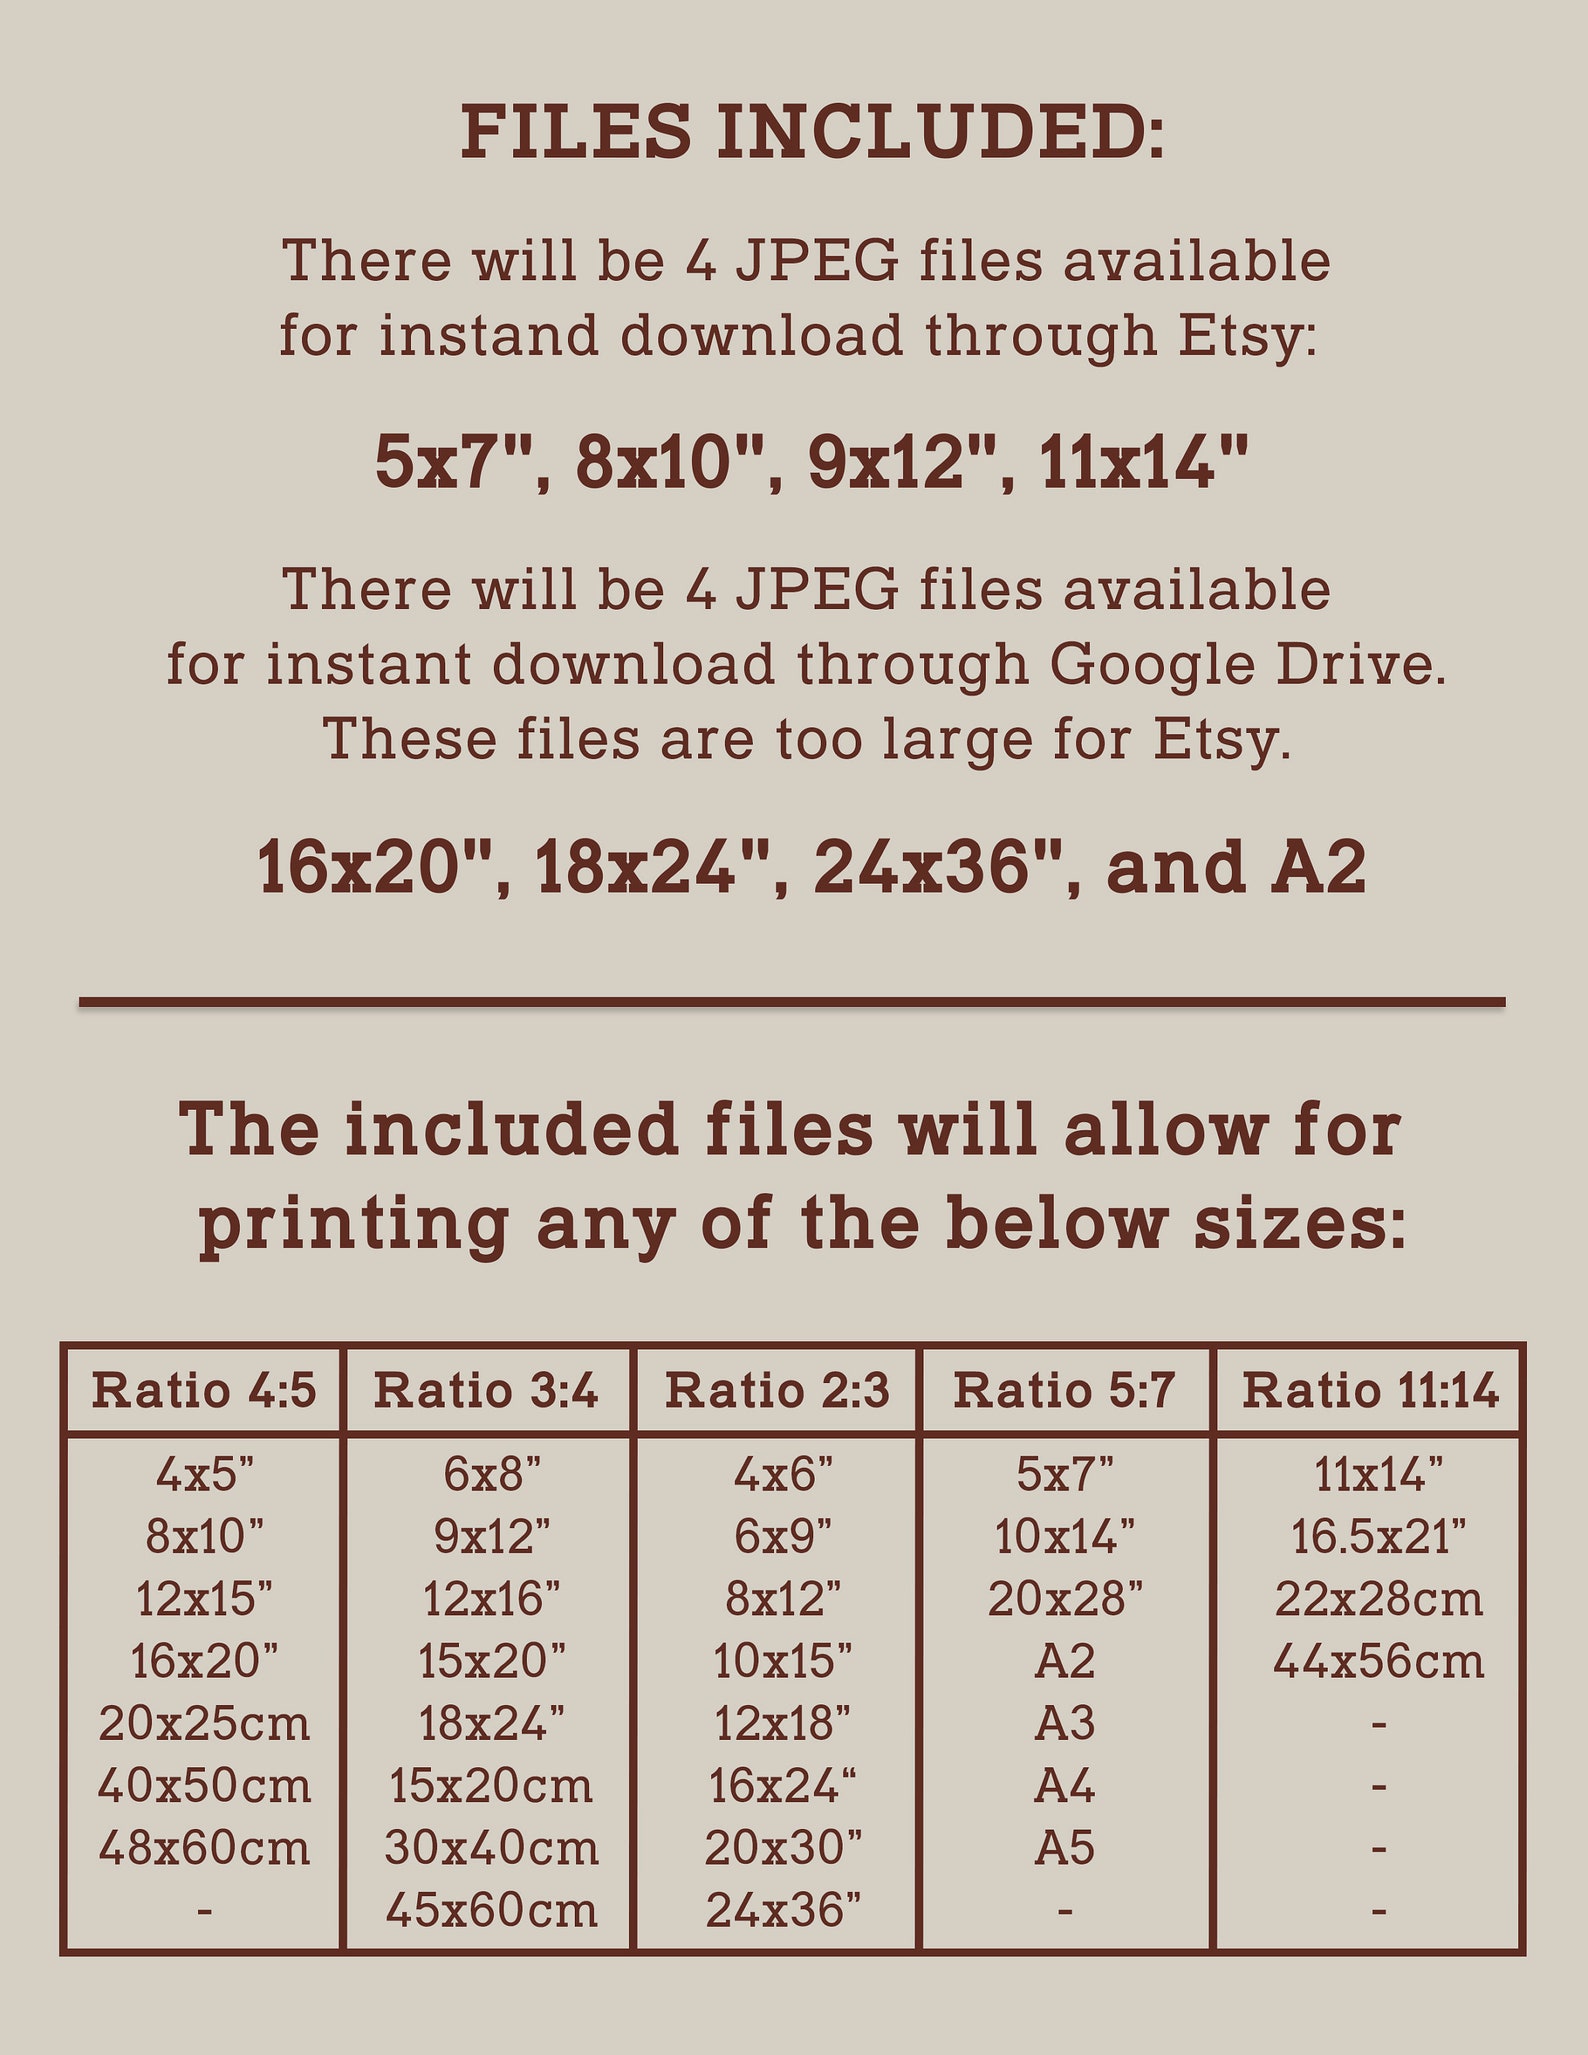 FILES INCLUDED:
There will be 4 JPEG files available
for instand download through Etsy:
5x7", 8x10", 9x12", 11x14"
There will be 4 JPEG files available
for instant download through Google Drive.
These files are too large for Etsy.
16x20", 18x24", 24x36", and A2
The included files will allow for
printing any of the below sizes:
Ratio 4:5 Ratio 3:4 Ratio 2:3 Ratio 5:7 Ratio 11:14
4x5” 6x8” 4x6” 5x7” 11x14”
8x10” 9x12” 6x9” 10x14” 16.5x21”
12x15” 12x16” 8x12” 20x28” 22x28cm
16x20” 15x20” 10x15” A2 44x56cm
20x25cm 18x24” 12x18” A3 -
40x50cm 15x20cm 16x24“ A4 -
48x60cm 30x40cm 20x30” A5 -
- 45x60cm 24x36” - -